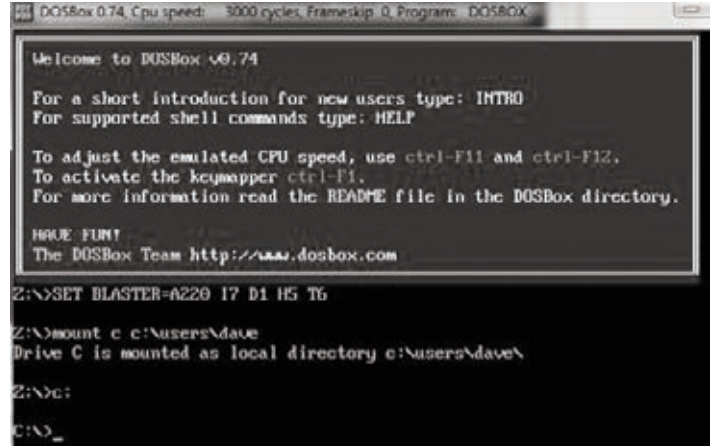 DOSBox 0.74, Cpu speed: 3000 cycles, Frameskip 0, Program: DOSBOX
Welcome to DOSBox v0.74
For a short introduction for new users type: INTRO
For supported shell commands type: HELP
To adjust the emulated CPU speed, use ctrl-F11 and ctrl-F12.
To activate the keymapper ctrl-F1.
For more information read the README file in the DOSBox directory.
HAVE FUN!
The DOSBox Team http://www.dosbox.com
Z:\>SET BLASTER=A220 I7 D1 H5 T6
Z:\>mount c c:\users\dave
Drive C is mounted as local directory c:\users\dave\
Z:\>c:
C:\>_